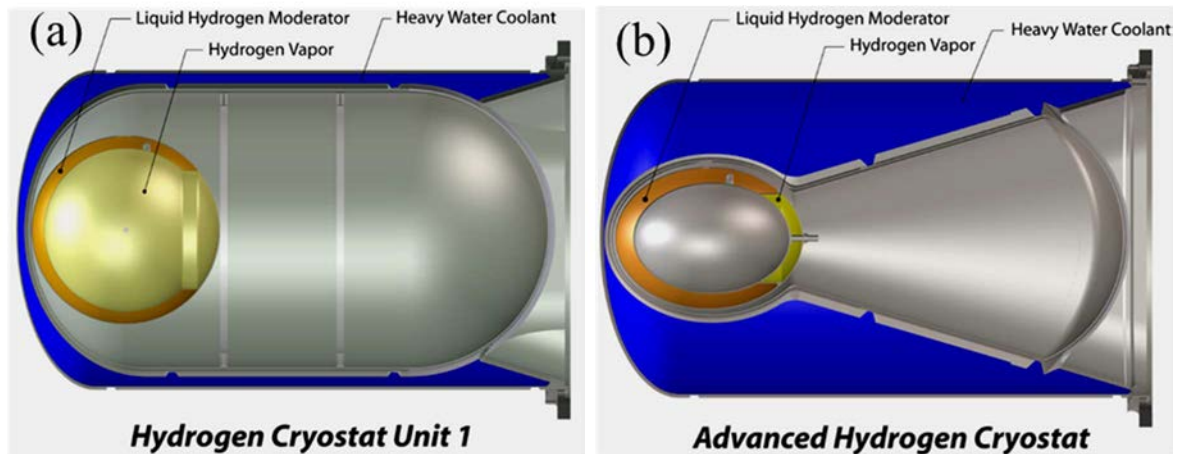 (a)
Liquid Hydrogen Moderator
Hydrogen Vapor
Heavy Water Coolant
Hydrogen Cryostat Unit 1
(b)
Liquid Hydrogen Moderator
Hydrogen Vapor
Heavy Water Coolant
Advanced Hydrogen Cryostat